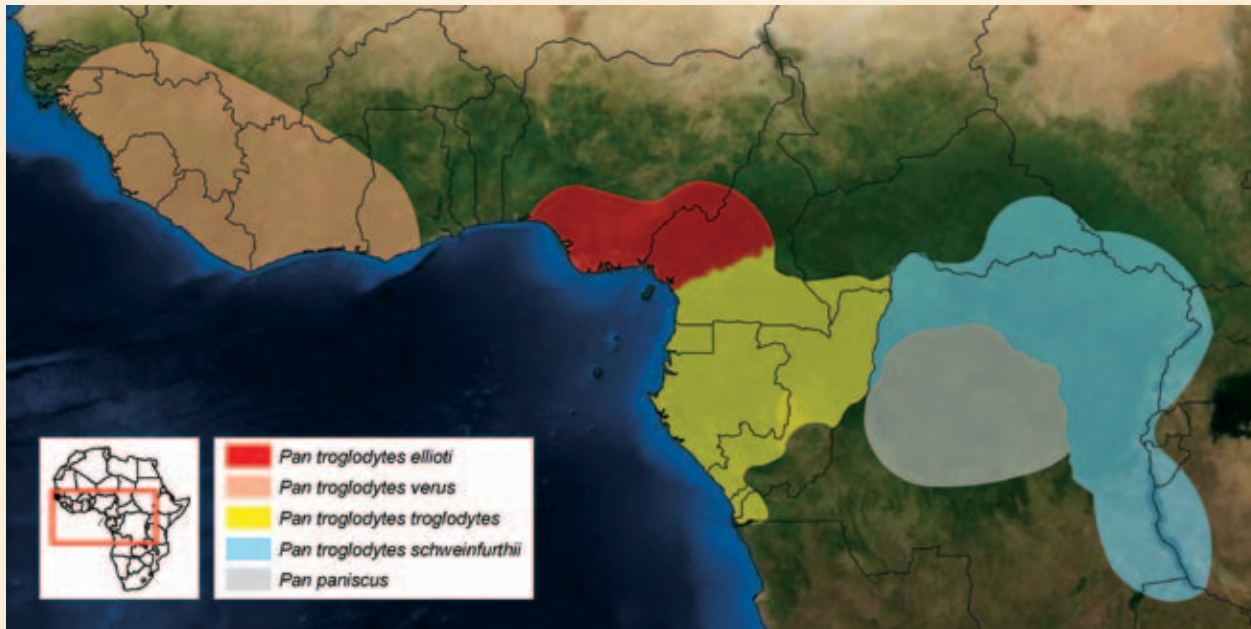 Pan troglodytes ellioti
Pan troglodytes verus
Pan troglodytes troglodytes
Pan troglodytes schweinfurthii
Pan paniscus